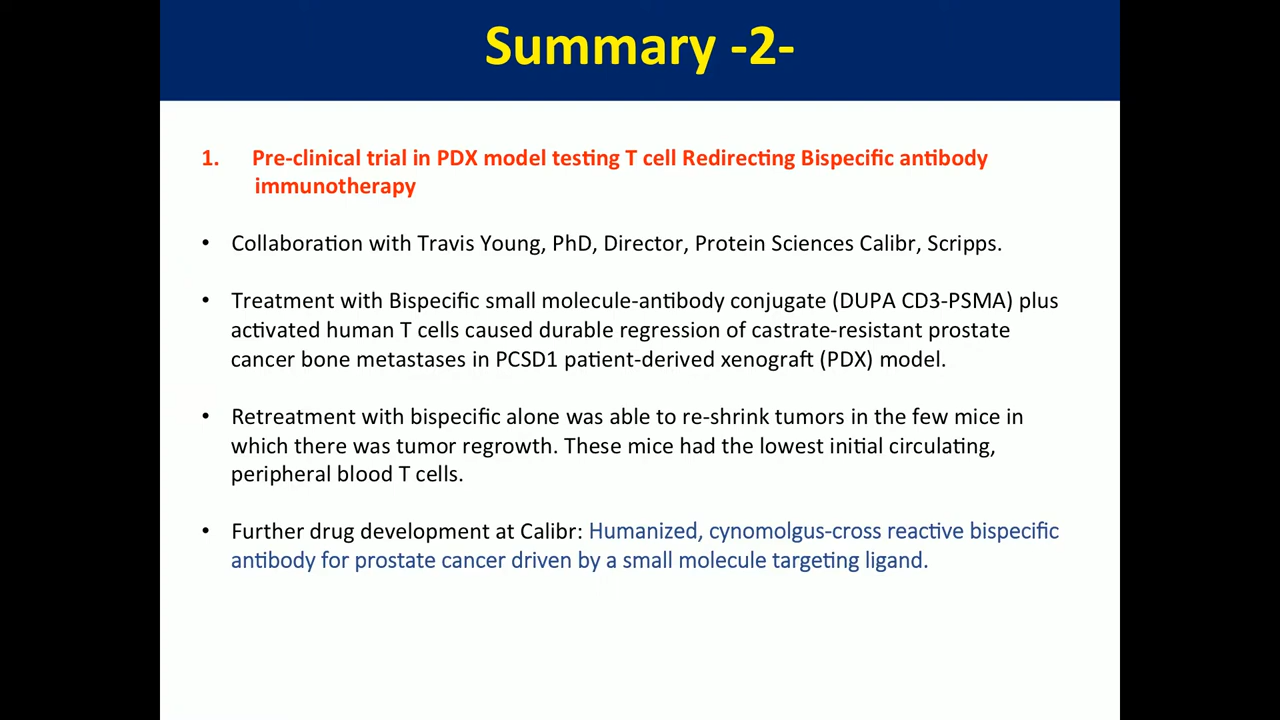 Summary -2-
1. Pre-clinical trial in PDX model testing T cell Redirecting Bispecific antibody
immunotherapy
• Collaboration with Travis Young, PhD, Director, Protein Sciences Calibr, Scripps.
• Treatment with Bispecific small molecule-antibody conjugate (DUPA CD3-PSMA) plus
activated human T cells caused durable regression of castrate-resistant prostate
cancer bone metastases in PCSD1 patient-derived xenograft (PDX) model.
• Retreatment with bispecific alone was able to re-shrink tumors in the few mice in
which there was tumor regrowth. These mice had the lowest initial circulating,
peripheral blood T cells.
• Further drug development at Calibr: Humanized, cynomolgus-cross reactive bispecific
antibody for prostate cancer driven by a small molecule targeting ligand.